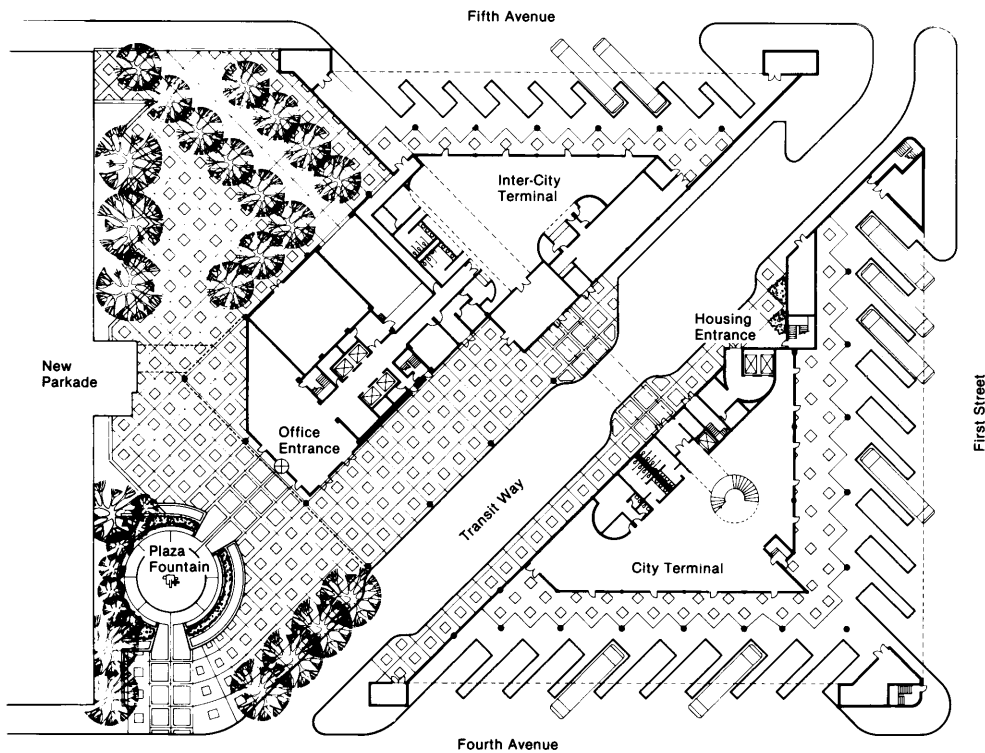 Fifth Avenue
Inter-City
Terminal
Housing
Entrance
New
Parkade
First Street
Office
Entrance
Transit Way
Plaza
Fountain
City Terminal
Fourth Avenue